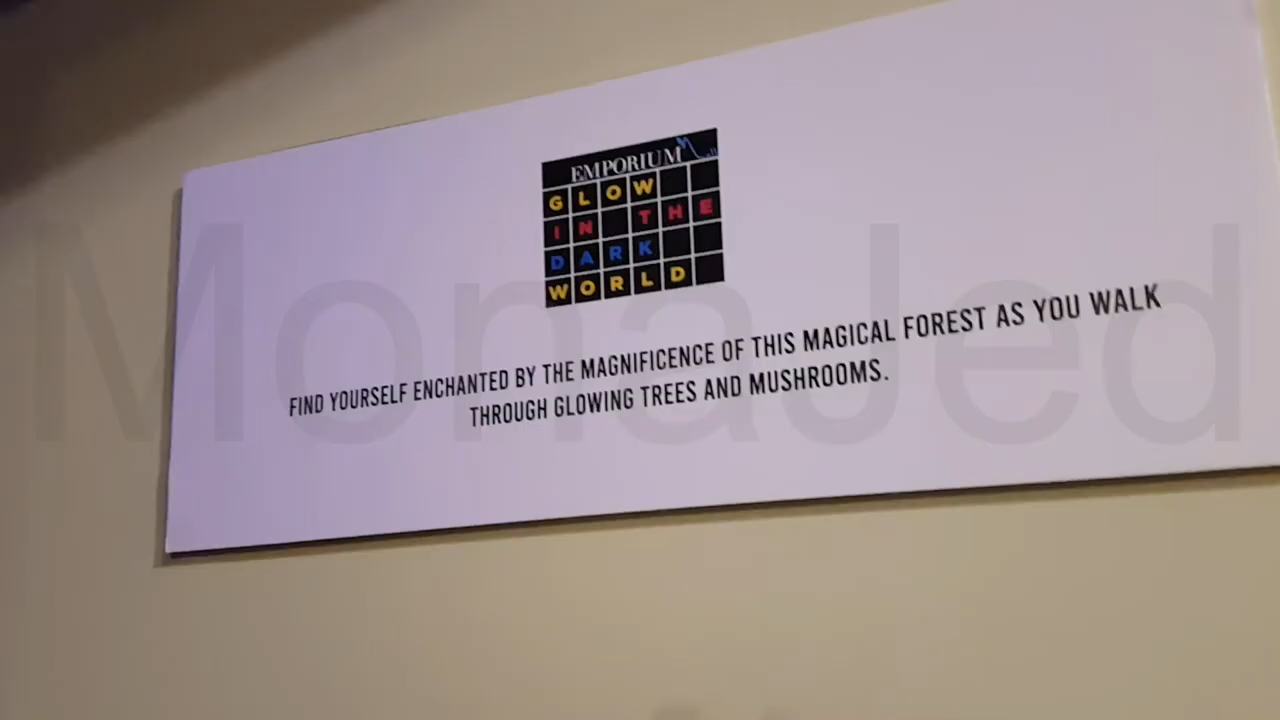 EMPORIUM
GLOW
IN THE
DARK
WORLD
FIND YOURSELF ENCHANTED BY THE MAGNIFICENCE OF THIS MAGICAL FOREST AS YOU WALK
THROUGH GLOWING TREES AND MUSHROOMS.
MonaJed